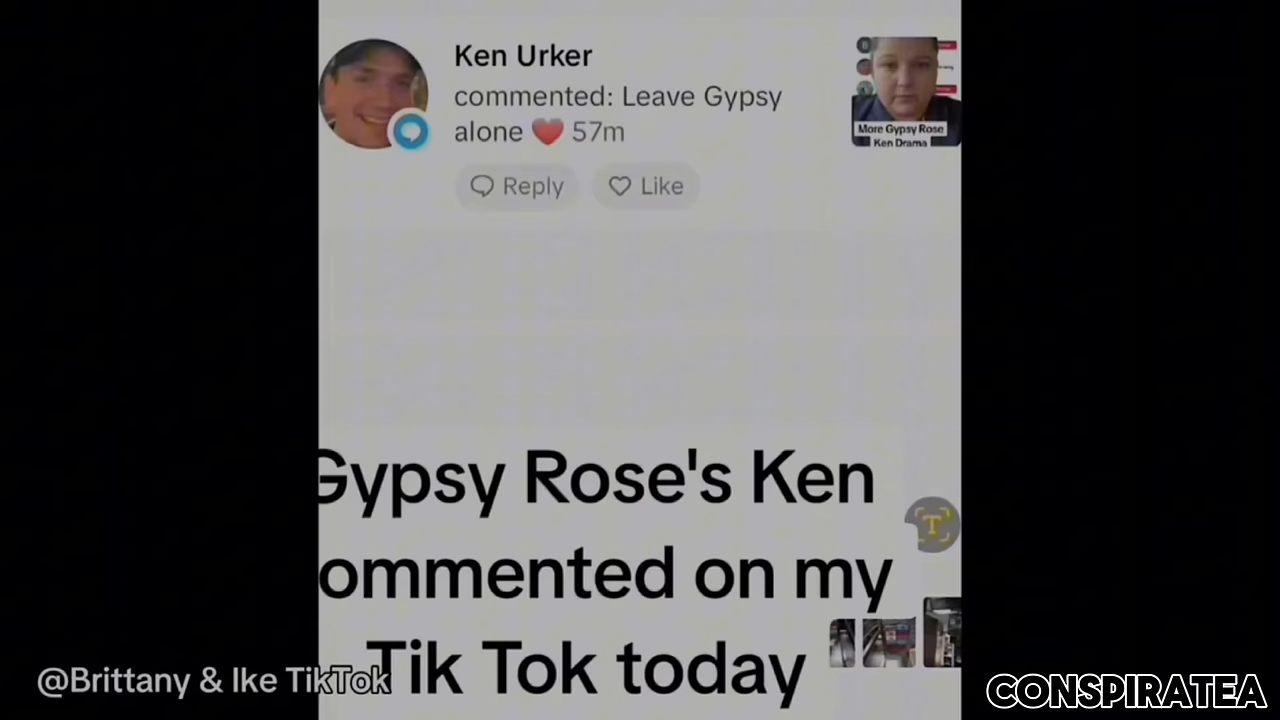 Ken Urker
commented: Leave Gypsy
alone ❤️ 57m
Reply
Like
More Gypsy Rose
Ken Drama
Gypsy Rose's Ken
ommented on my
Tik Tok today
@Brittany & Ike TikTok
CONSPIRATEA